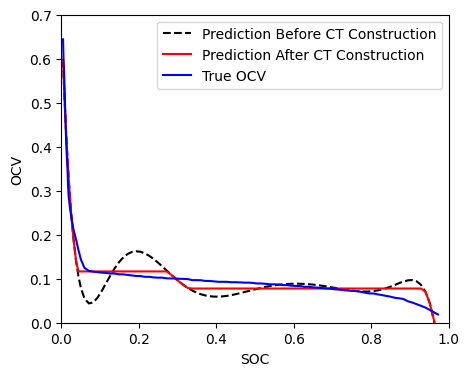 0.7
0.6
0.5
0.4
0.3
0.2
0.1
0.0
OCV
Prediction Before CT Construction
Prediction After CT Construction
True OCV
0.0 0.2 0.4 0.6 0.8 1.0
SOC